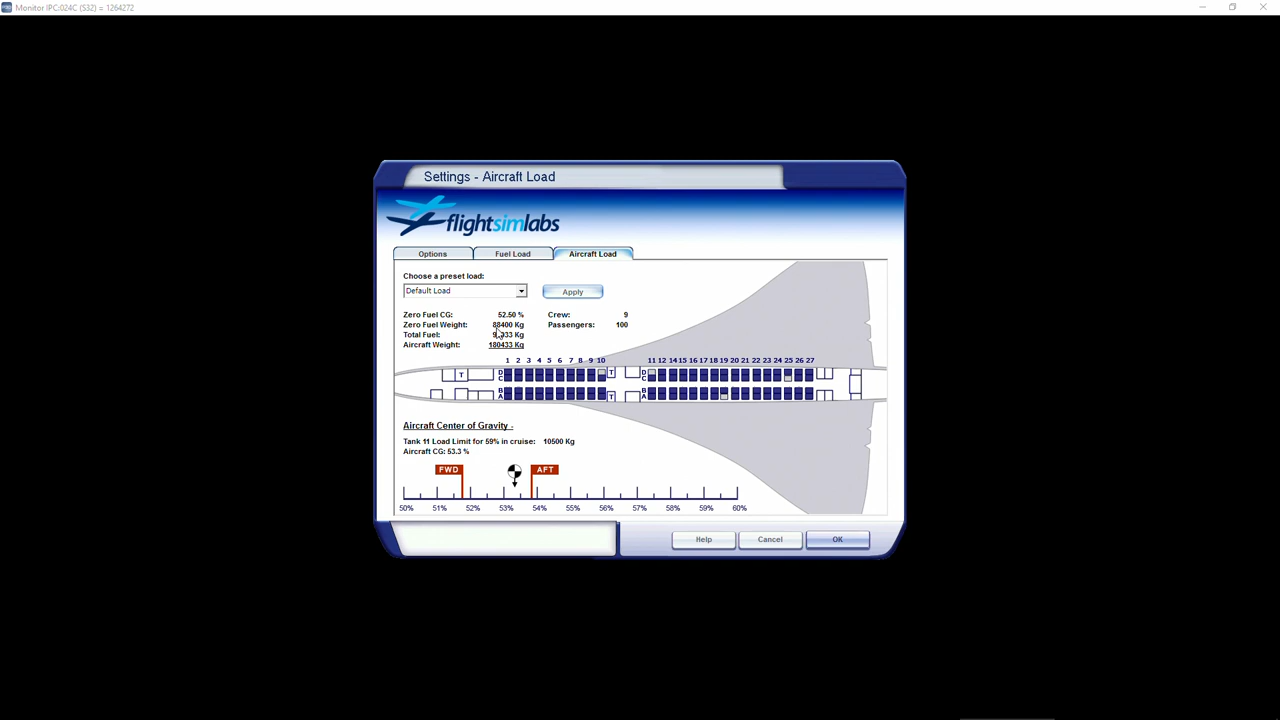 Monitor IPC:024C (S32) = 1264272
Settings - Aircraft Load
flightsimlabs
Options Fuel Load Aircraft Load
Choose a preset load:
Default Load Apply
Zero Fuel CG: 52.50 % Crew: 9
Zero Fuel Weight: 88400 Kg Passengers: 100
Total Fuel: Kg
Aircraft Weight: 180433 Kg
1 2 3 4 5 6 7 8 9 10 11 12 14 15 16 17 18 19 20 21 22 23 24 25 26 27
T D C T D C
B A T B A
Aircraft Center of Gravity -
Tank 11 Load Limit for 59% in cruise: 10500 Kg
Aircraft CG: 53.3 %
FWD AFT
50% 51% 52% 53% 54% 55% 56% 57% 58% 59% 60%
Help Cancel OK